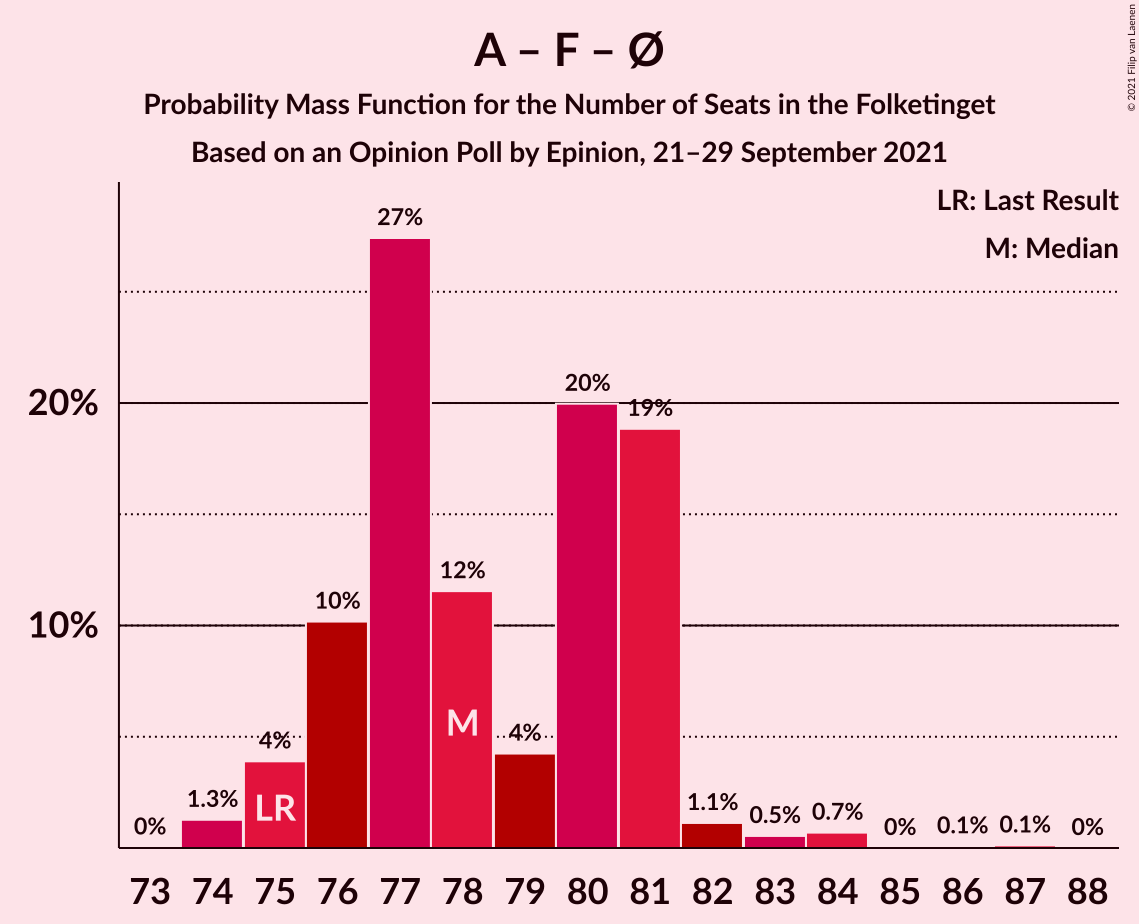 A – F – Ø
Probability Mass Function for the Number of Seats in the Folketinget
Based on an Opinion Poll by Epinion, 21–29 September 2021
© 2021 Filip van Laenen
LR: Last Result
M: Median
27%
20%
20%
19%
12%
10%
10%
M
4%
4%
LR
1.3%
1.1%
0.5%
0.7%
0%
0%
0.1%
0.1%
0%
73 74 75 76 77 78 79 80 81 82 83 84 85 86 87 88